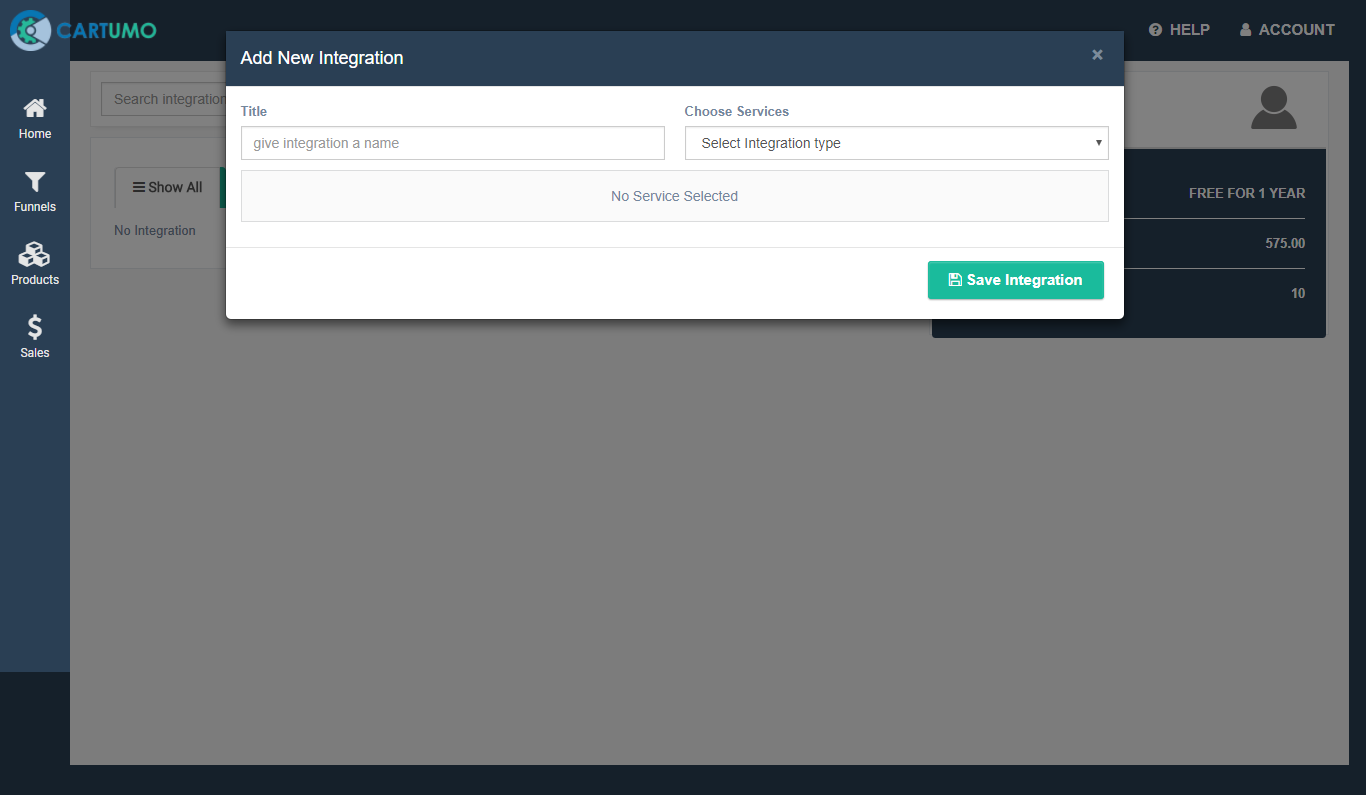 CARTUMO
HELP
ACCOUNT
Add New Integration
×
Search integration
Title
Choose Services
give integration a name
Select Integration type
No Service Selected
Home
Funnels
Products
Sales
Show All
No Integration
Save Integration
FREE FOR 1 YEAR
575.00
10